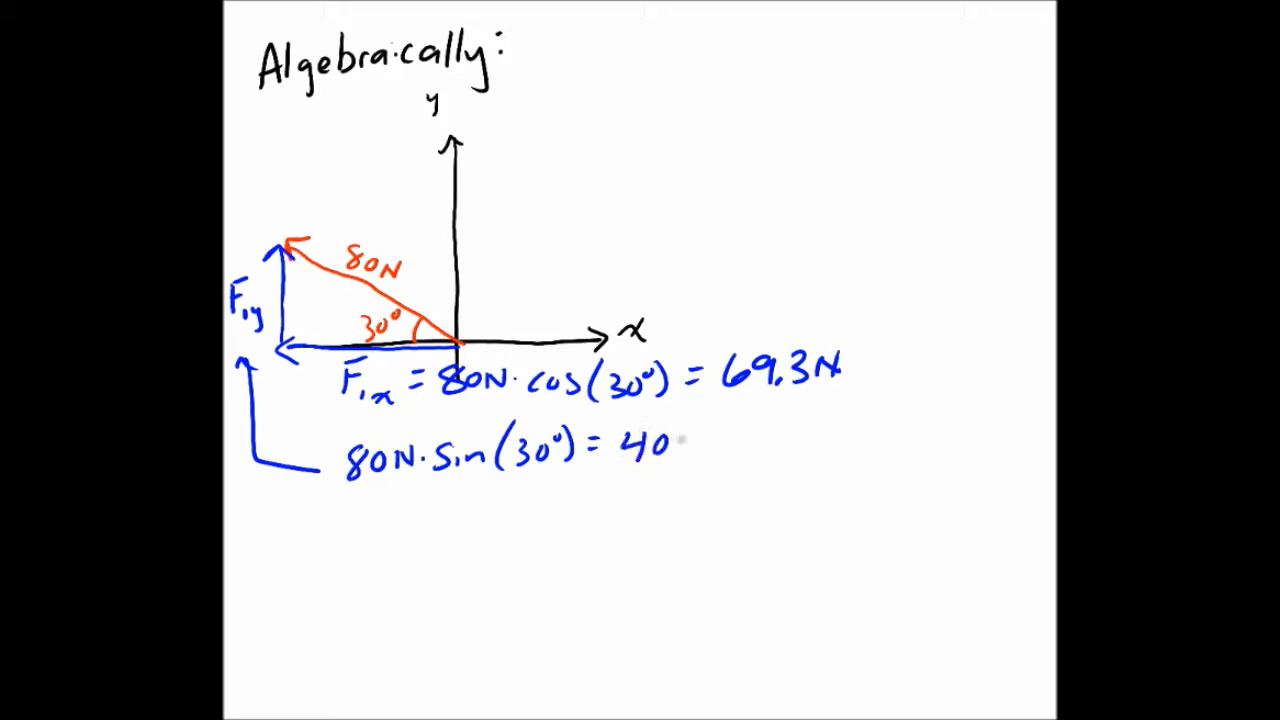 Algebraically:
y
80N
F₁y
30°
x
F₁x = 80N·cos(30°) = 69.3N
80N·sin(30°) = 40